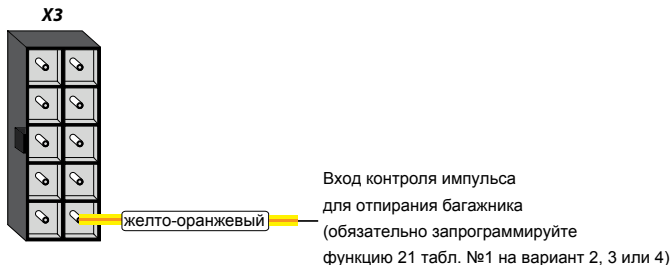 X3
желто-оранжевый
Вход контроля импульса
для отпирания багажника
(обязательно запрограммируйте
функцию 21 табл. №1 на вариант 2, 3 или 4)